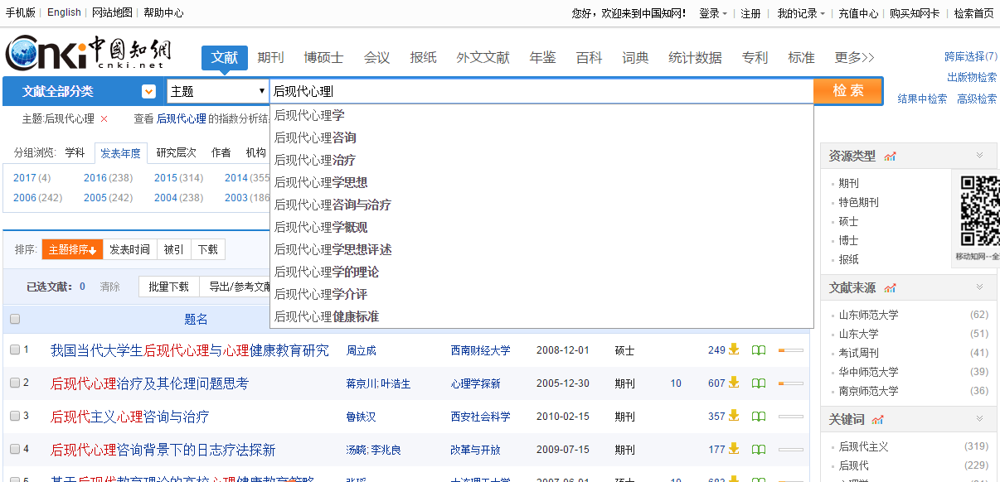 手机版 | English | 网站地图 | 帮助中心
您好，欢迎来到中国知网！ 登录 | 注册 | 我的记录 | 充值中心 | 购买知网卡 | 检索首页
cnki 中国知网
cnki.net
文献 期刊 博硕士 会议 报纸 外文文献 年鉴 百科 词典 统计数据 专利 标准 更多>>
跨库选择(7)
出版物检索
文献全部分类 主题 后现代心理 检索
结果中检索 高级检索
主题:后现代心理 × 查看 后现代心理 的指数分析结
后现代心理学
后现代心理咨询
后现代心理治疗
后现代心理学思想
后现代心理咨询与治疗
后现代心理学概观
后现代心理学思想评述
后现代心理学的理论
后现代心理学介评
后现代心理健康标准
分组浏览: 学科 发表年度 研究层次 作者 机构
2017(4) 2016(238) 2015(314) 2014(355
2006(242) 2005(242) 2004(238) 2003(186
排序: 主题排序 发表时间 被引 下载
已选文献: 0 清除 批量下载 导出/参考文献
题名
1 我国当代大学生后现代心理与心理健康教育研究 周立成 西南财经大学 2008-12-01 硕士 249
2 后现代心理治疗及其伦理问题思考 蒋京川; 叶浩生 心理学探新 2005-12-30 期刊 10 607
3 后现代主义心理咨询与治疗 鲁铁汉 西安社会科学 2010-02-15 期刊 357
4 后现代心理咨询背景下的日志疗法探新 汤晓; 李兆良 改革与开放 2009-07-15 期刊 177
资源类型
期刊
特色期刊
硕士
博士
报纸
移动知网--全
文献来源
山东师范大学 (62)
山东大学 (51)
考试周刊 (41)
华中师范大学 (39)
南京师范大学 (36)
关键词
后现代主义 (319)
后现代 (229)